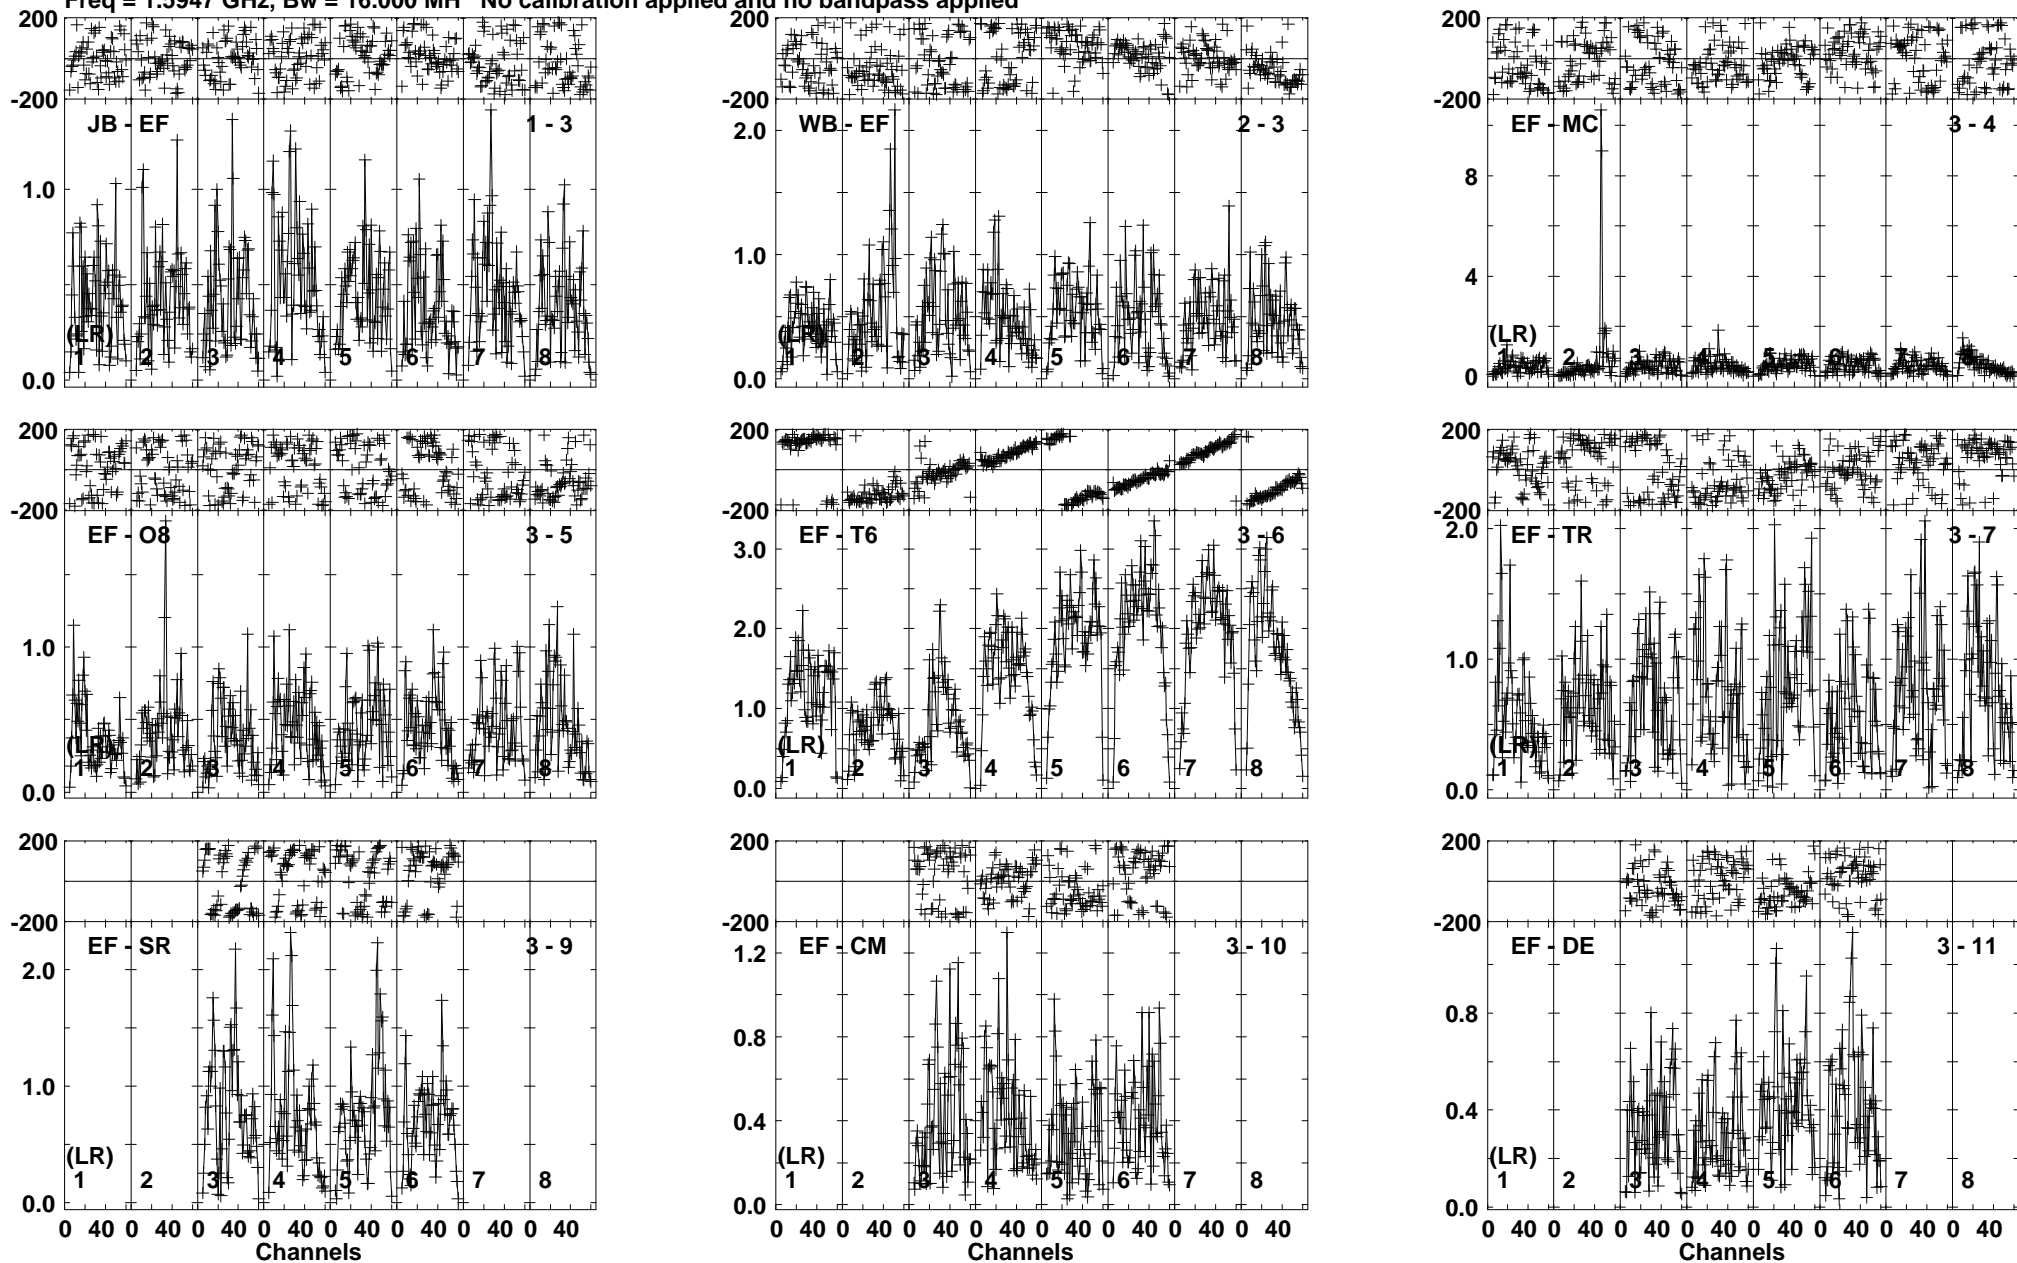 Freq = 1.5947 GHz, Bw = 16.000 MH No calibration applied and no bandpass applied
200 200 200
-200 -200 -200
JB - EF 1 - 3 WB - EF 2 - 3 EF - MC 3 - 4
2.0
1.0 1.0 8
4
(LR) (LR) (LR)
1 2 3 4 5 6 7 8 1 2 3 4 5 6 7 8 1 2 3 4 5 6 7 8
0.0 0.0 0
200 200 200
-200 -200 -200
EF - O8 3 - 5 EF - T6 3 - 6 EF - TR 3 - 7
3.0 2.0
1.0 2.0 1.0
1.0
(LR) (LR) (LR)
1 2 3 4 5 6 7 8 1 2 3 4 5 6 7 8 1 2 3 4 5 6 7 8
0.0 0.0 0.0
200 200 200
-200 -200 -200
EF - SR 3 - 9 EF - CM 3 - 10 EF - DE 3 - 11
2.0 1.2
0.8 0.8
1.0 0.4 0.4
(LR) (LR) (LR)
1 2 3 4 5 6 7 8 1 2 3 4 5 6 7 8 1 2 3 4 5 6 7 8
0.0 0.0 0.0
0 40 0 40 0 40 0 40 0 40 0 40 0 40 0 40 0 40 0 40 0 40 0 40 0 40 0 40 0 40 0 40 0 40 0 40 0 40 0 40 0 40 0 40 0 40 0 40
Channels Channels Channels